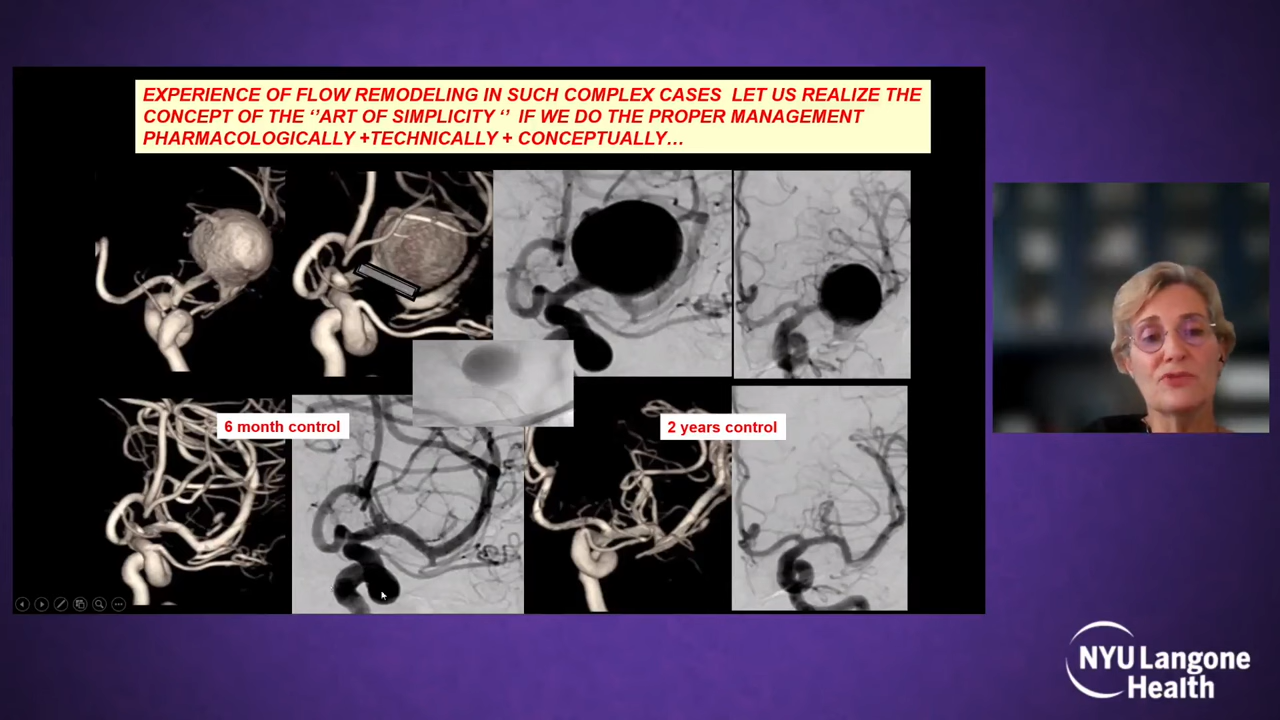 EXPERIENCE OF FLOW REMODELING IN SUCH COMPLEX CASES LET US REALIZE THE
CONCEPT OF THE ‘’ART OF SIMPLICITY ‘’ IF WE DO THE PROPER MANAGEMENT
PHARMACOLOGICALLY +TECHNICALLY + CONCEPTUALLY…
6 month control
2 years control
NYU Langone
Health